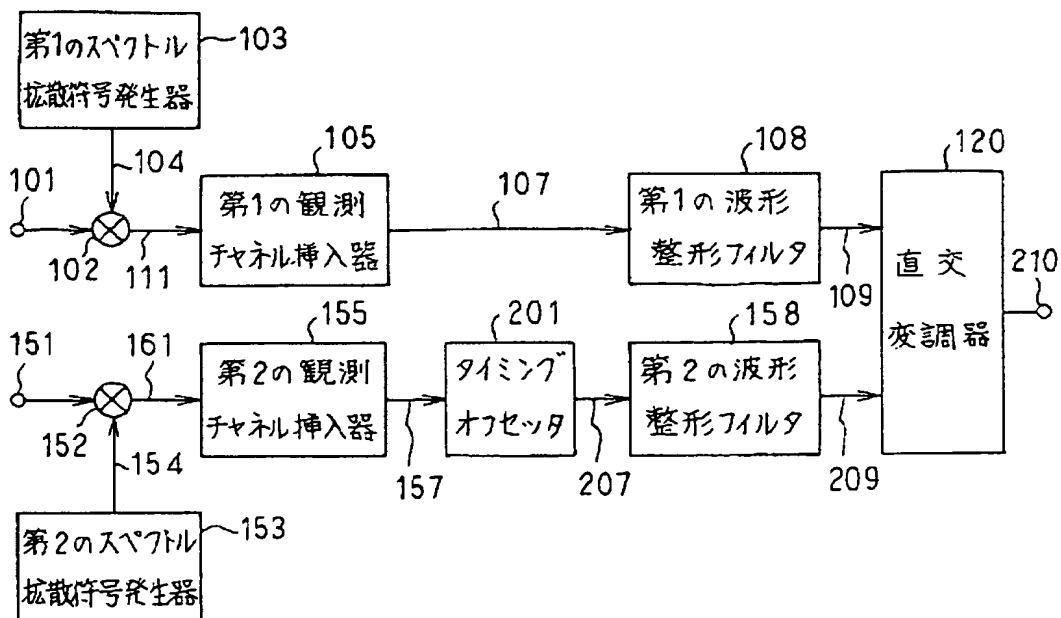 第1のスペクトル
拡散符号発生器
103
104
101
102
111
105
第1の観測
チャネル挿入器
107
108
第1の波形
整形フィルタ
109
120
直交
変調器
210
151
152
161
154
155
第2の観測
チャネル挿入器
157
201
タイミング
オフセッタ
207
158
第2の波形
整形フィルタ
209
153
第2のスペクトル
拡散符号発生器